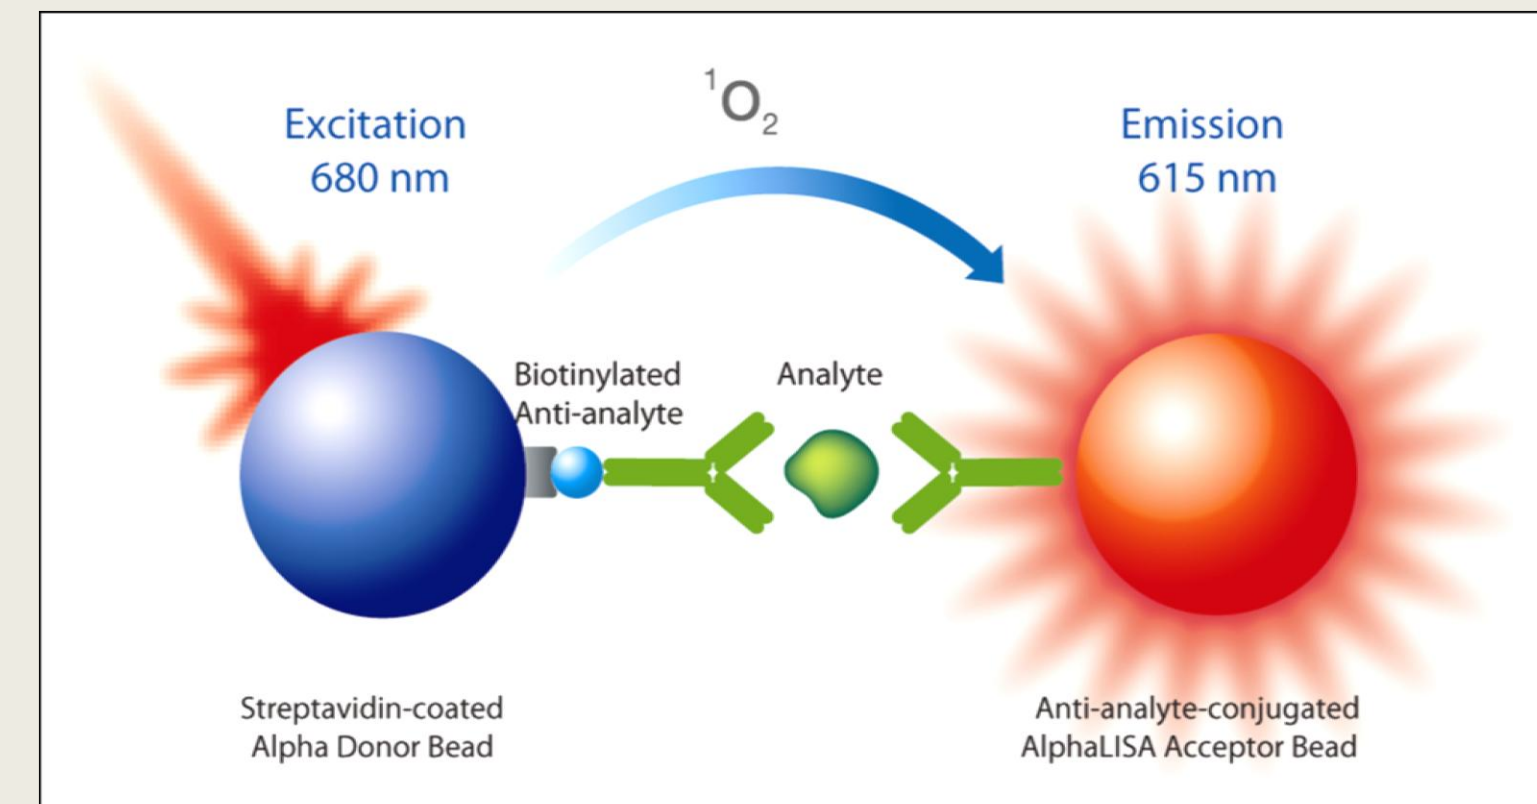 Excitation
680 nm
¹O₂
Emission
615 nm
Biotinylated
Anti-analyte
Analyte
Streptavidin-coated
Alpha Donor Bead
Anti-analyte-conjugated
AlphaLISA Acceptor Bead